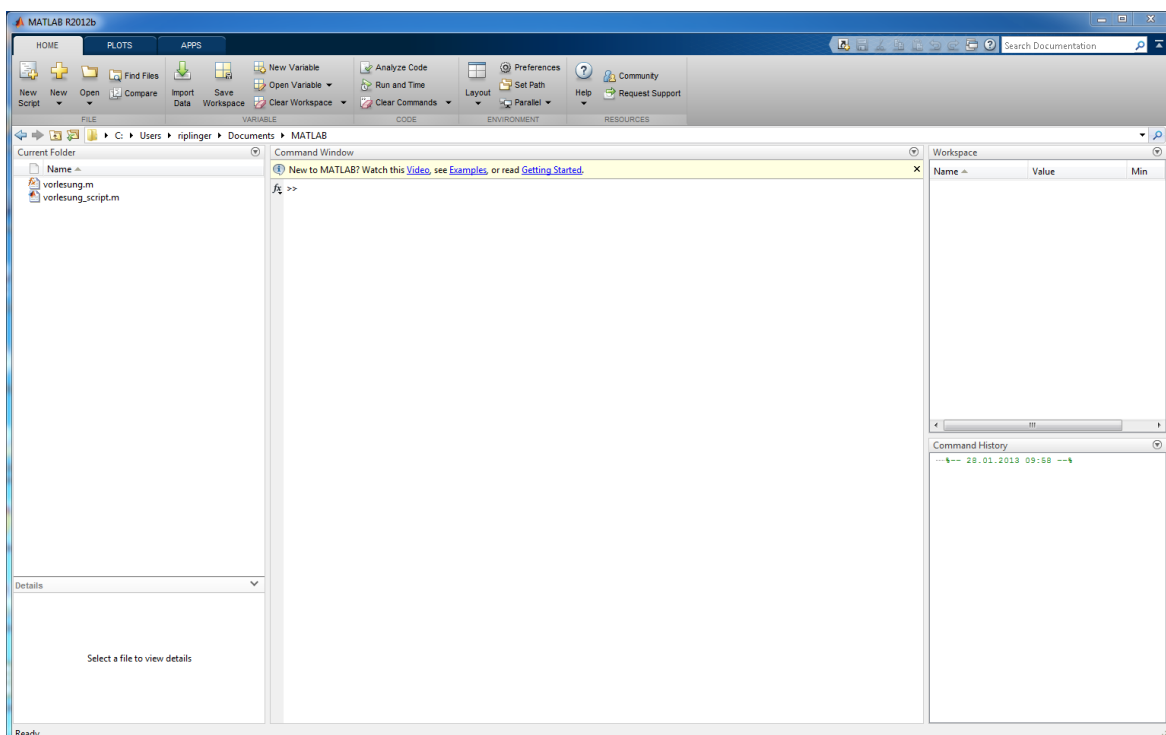 MATLAB R2012b
HOME PLOTS APPS
Search Documentation
New Script
New
Open
Find Files
Compare
FILE
Import Data
Save Workspace
New Variable
Open Variable
Clear Workspace
VARIABLE
Analyze Code
Run and Time
Clear Commands
CODE
Layout
Preferences
Set Path
Parallel
ENVIRONMENT
Help
Community
Request Support
RESOURCES
C: Users riplinger Documents MATLAB
Current Folder
Name
vorlesung.m
vorlesung_script.m
Details
Select a file to view details
Command Window
New to MATLAB? Watch this Video, see Examples, or read Getting Started.
fx >>
Workspace
Name Value Min
Command History
%-- 28.01.2013 09:58 --%
Ready